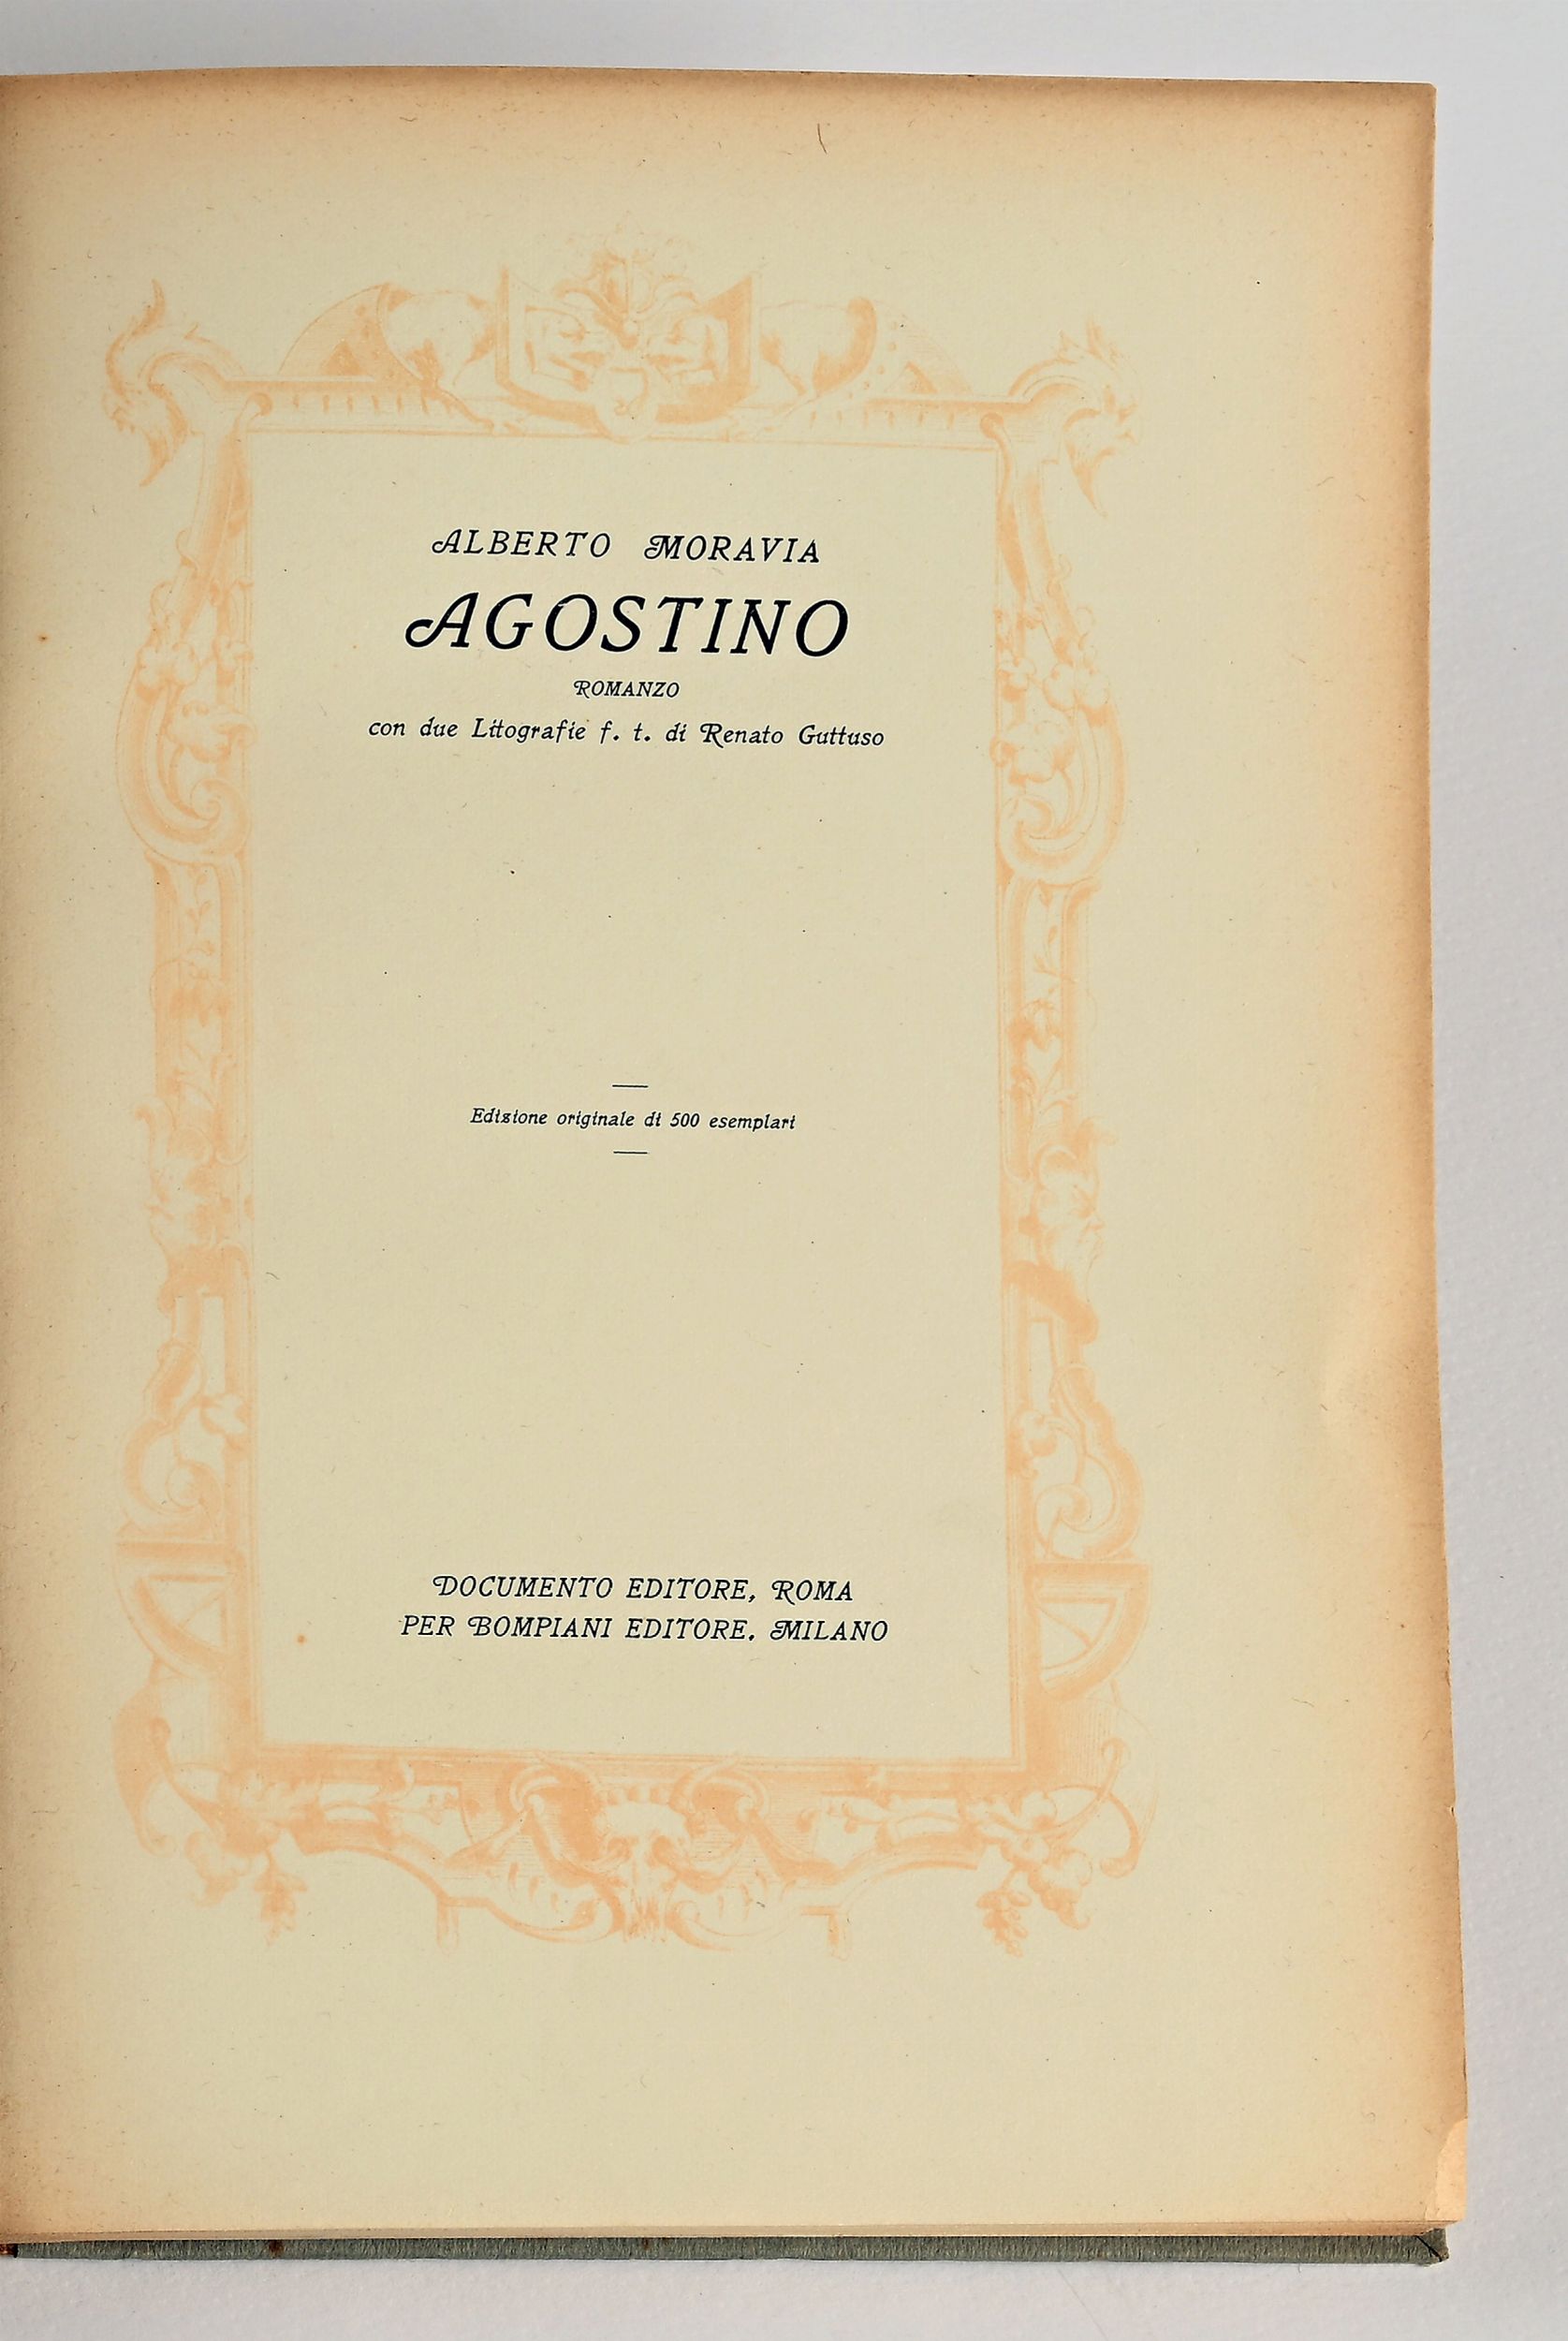 ALBERTO MORAVIA
AGOSTINO
ROMANZO
con due Litografie f. t. di Renato Guttuso
Edizione originale di 500 esemplari
DOCUMENTO EDITORE, ROMA
PER BOMPIANI EDITORE, MILANO